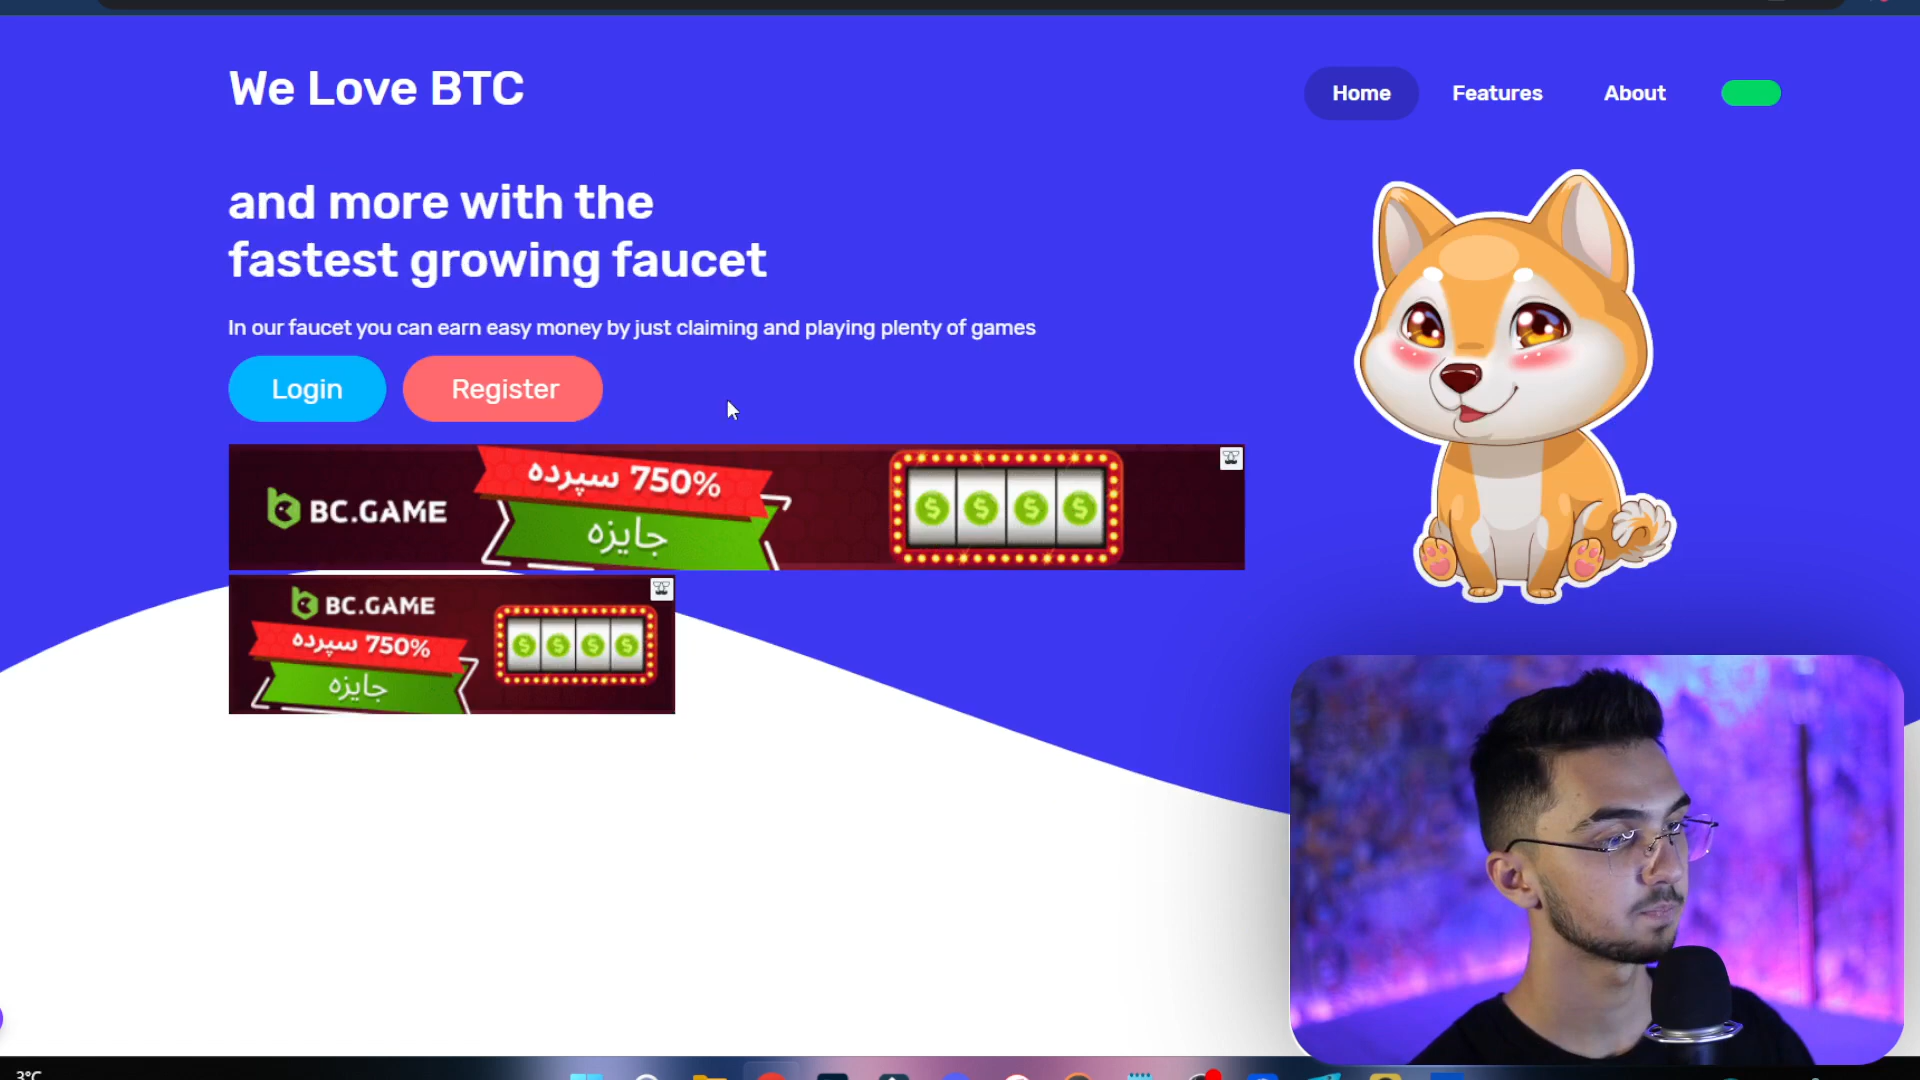 We Love BTC
Home
Features
About
and more with the
fastest growing faucet
In our faucet you can earn easy money by just claiming and playing plenty of games
Login
Register
BC.GAME
750% سپرده
جایزه
BC.GAME
750% سپرده
جایزه
3°C